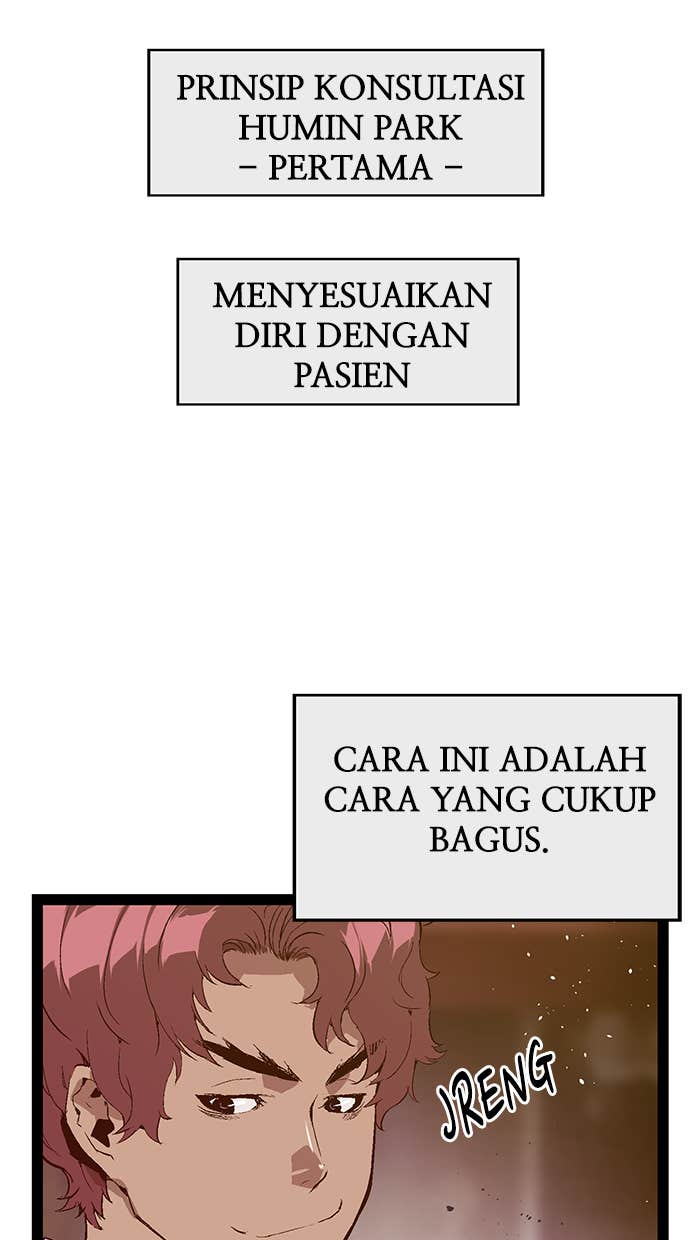 PRINSIP KONSULTASI
HUMIN PARK
– PERTAMA –
MENYESUAIKAN
DIRI DENGAN
PASIEN
CARA INI ADALAH
CARA YANG CUKUP
BAGUS.
JRENG